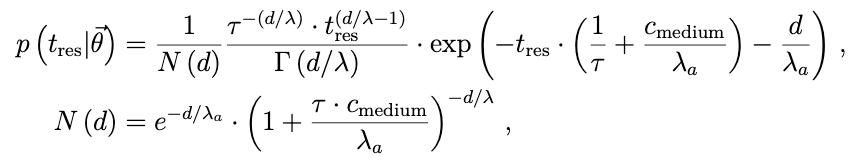 p(t_res|θ⃗) = 1/N(d) τ^{-(d/λ)} · t_res^{(d/λ-1)}/Γ(d/λ) · exp(-t_res · (1/τ + c_medium/λ_a) - d/λ_a) ,
N(d) = e^{-d/λ_a} · (1 + τ · c_medium/λ_a)^{-d/λ} ,